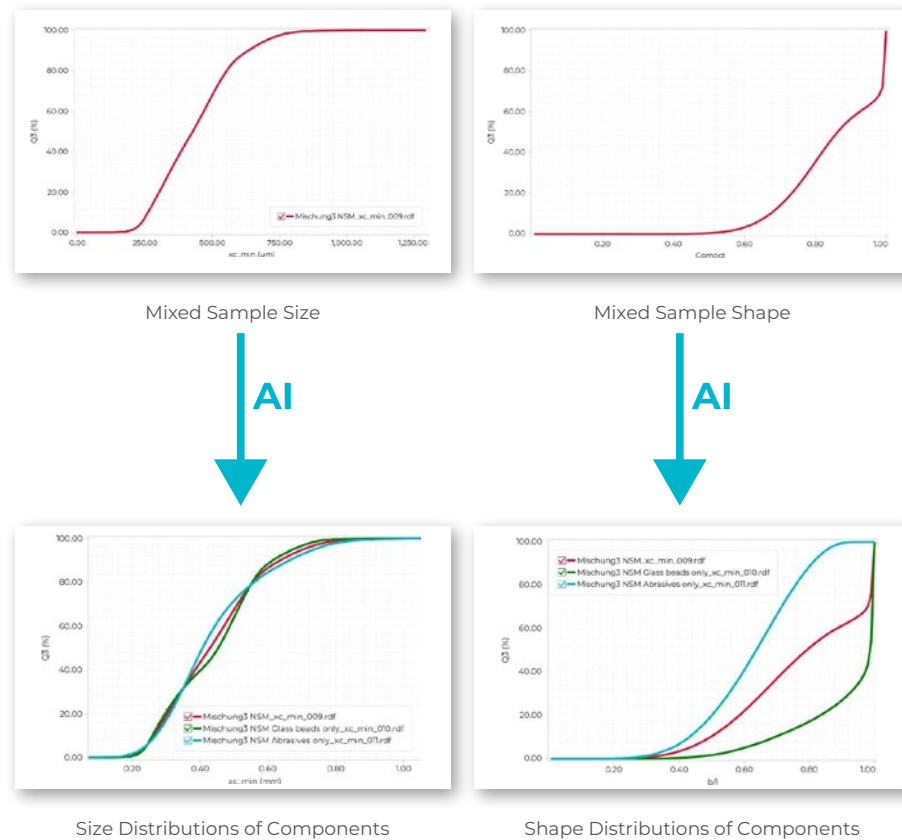 100.00
80.00
60.00
40.00
20.00
0.00
Q3 (%)
Mischung3 NSM_xc_min_009.rdf
0.00 250.00 500.00 750.00 1000.00 1,250.00
xc_min [um]
100.00
80.00
60.00
40.00
20.00
0.00
Q3 (%)
0.20 0.40 0.60 0.80 1.00
Mixed Sample Size
Mixed Sample Shape
AI
AI
100.00
80.00
60.00
40.00
20.00
0.00
Q3 (%)
Mischung3 NSM_xc_min_009.rdf
Mischung3 NSM Glass beads only_xc_min_010.rdf
Mischung3 NSM Abrasives only_xc_min_011.rdf
0.20 0.40 0.60 0.80 1.00
xc_min [mm]
100.00
80.00
60.00
40.00
20.00
0.00
Q3 (%)
Mischung3 NSM_xc_min_009.rdf
Mischung3 NSM Glass beads only_xc_min_010.rdf
Mischung3 NSM Abrasives only_xc_min_011.rdf
0.20 0.40 0.60 0.80 1.00
b/l
Size Distributions of Components
Shape Distributions of Components